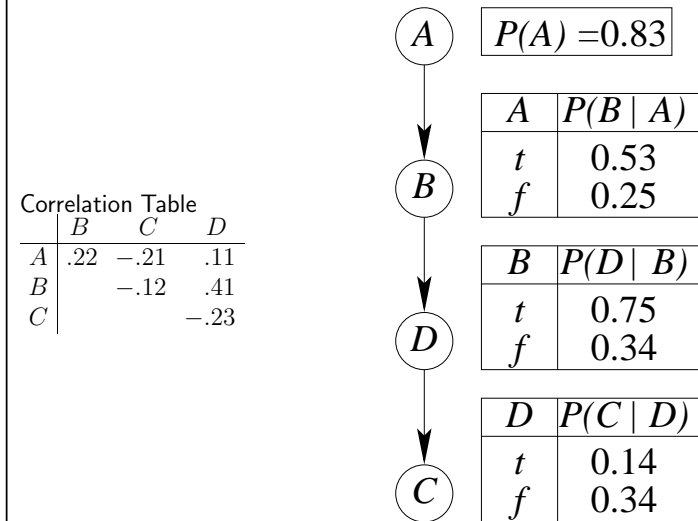 Correlation Table
B C D
A .22 −.21 .11
B −.12 .41
C −.23
A
P(A) =0.83
A P(B | A)
t 0.53
f 0.25
B
B P(D | B)
t 0.75
f 0.34
D
D P(C | D)
t 0.14
f 0.34
C